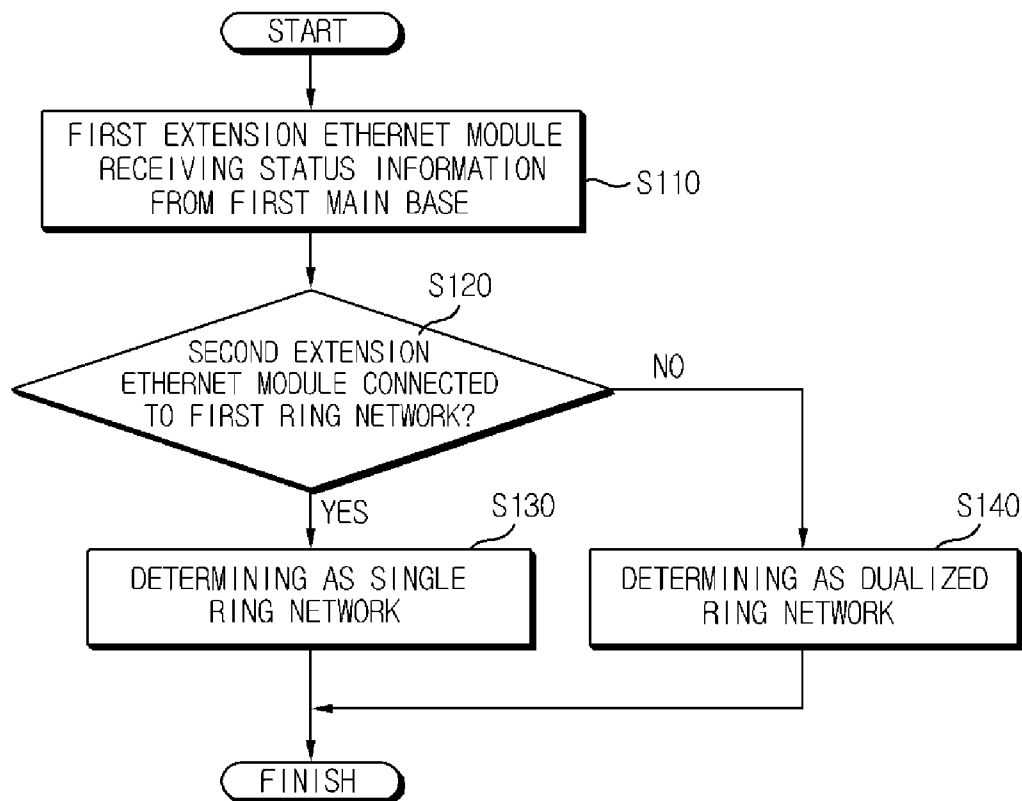 START
FIRST EXTENSION ETHERNET MODULE
RECEIVING STATUS INFORMATION
FROM FIRST MAIN BASE
S110
S120
SECOND EXTENSION
ETHERNET MODULE CONNECTED
TO FIRST RING NETWORK?
NO
YES
S130
S140
DETERMINING AS SINGLE
RING NETWORK
DETERMINING AS DUALIZED
RING NETWORK
FINISH